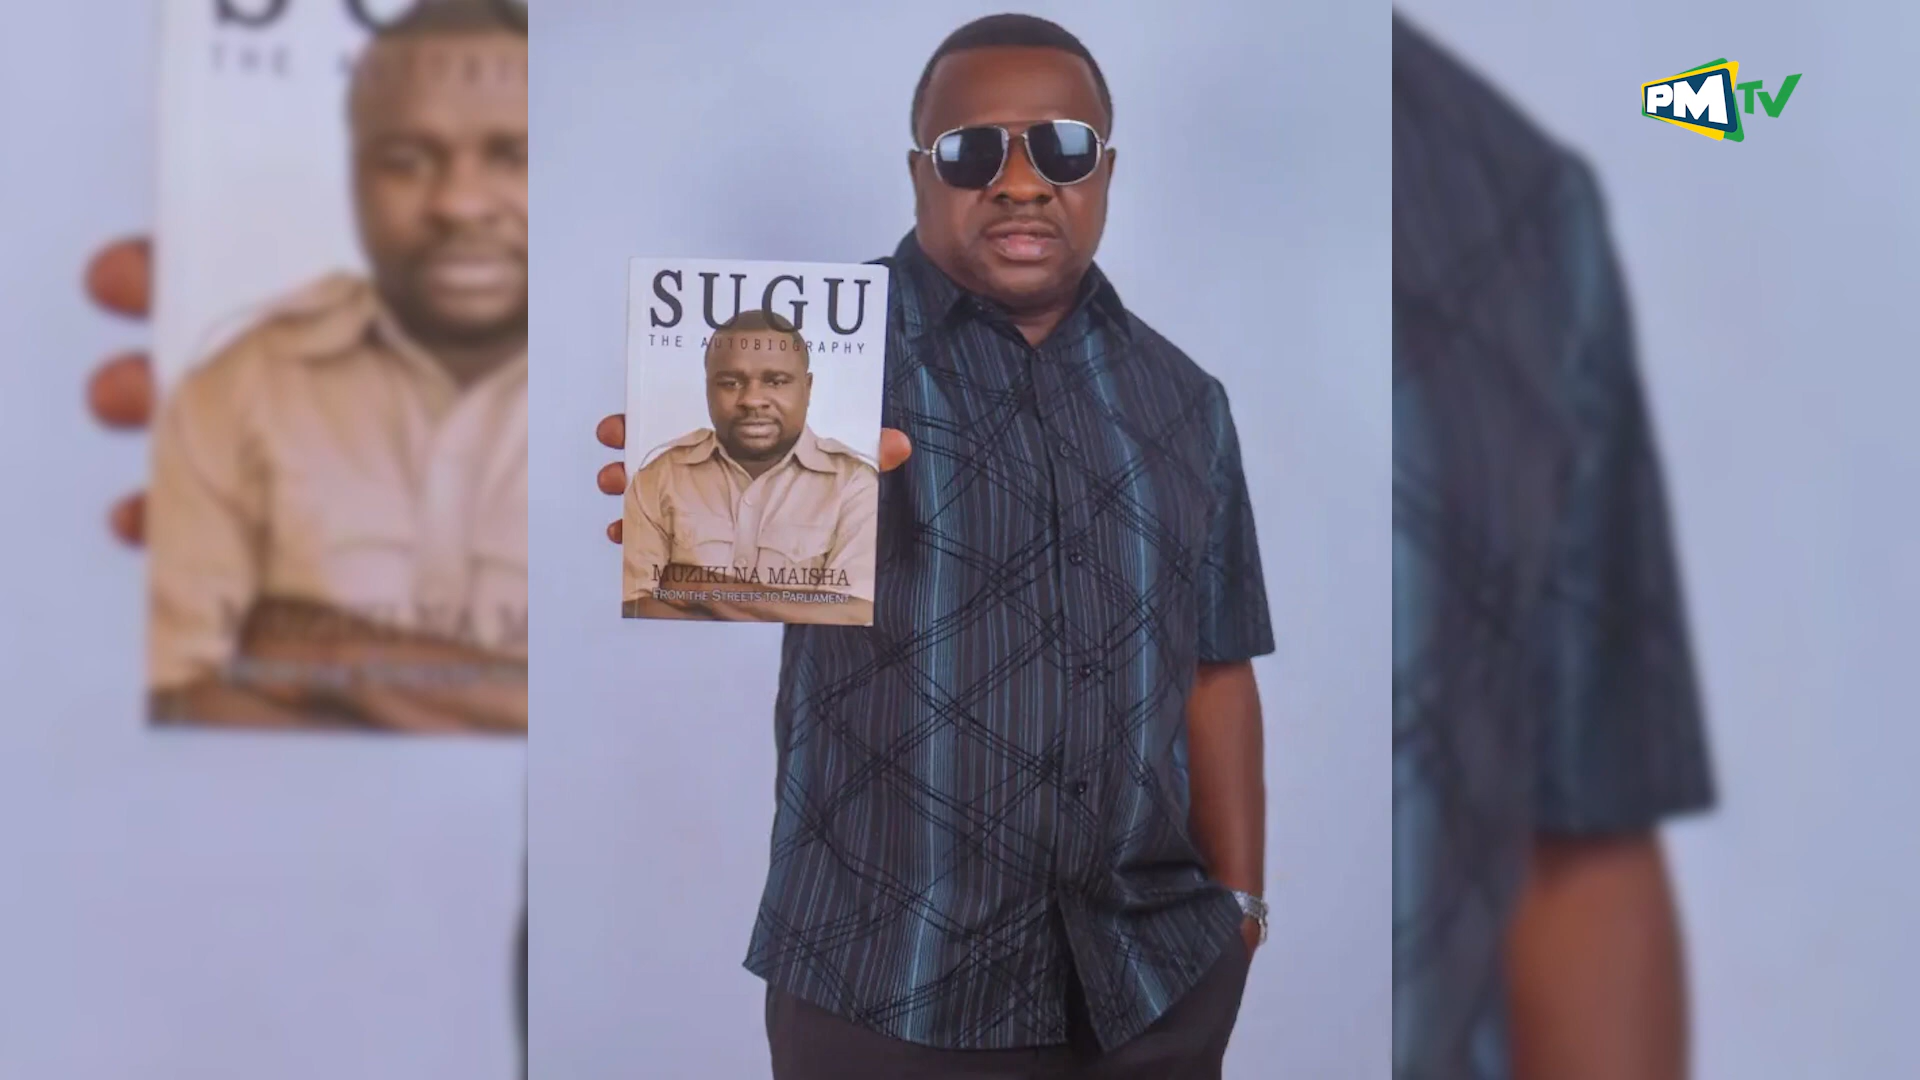 PMTV
SUGU
THE AUTOBIOGRAPHY
MUZIKI NA MAISHA
FROM THE STREETS TO PARLIAMENT